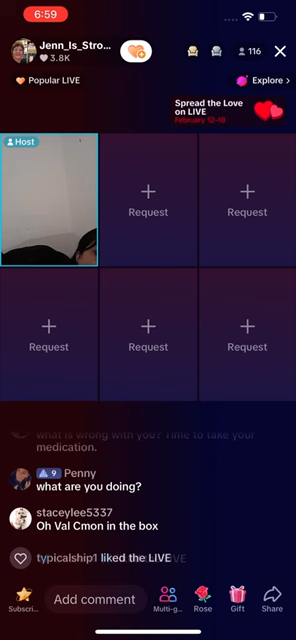 6:59
Jenn_Is_Stro...
3.8K
116
Popular LIVE
Explore >
Spread the Love
on LIVE
February 12-18
Host
Request
Request
Request
Request
Request
what is wrong with you? Time to take your
medication.
9 Penny
what are you doing?
staceylee5337
Oh Val Cmon in the box
typicalship1 liked the LIVE
Subscri...
Add comment
Multi-g...
Rose
Gift
Share